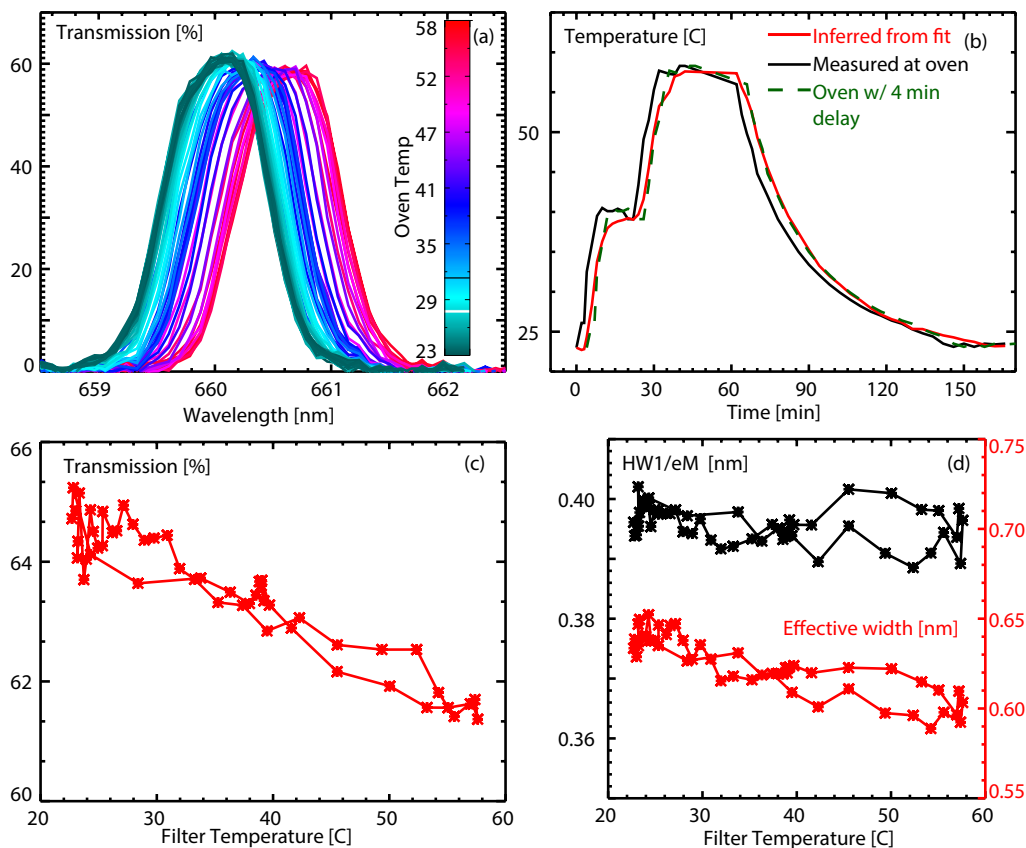 Transmission [%]
(a)
60
40
20
0
659
660
661
662
Wavelength [nm]
Oven Temp
58
52
47
41
35
28
23
Temperature [C]
(b)
Inferred from fit
Measured at oven
Oven w/ 4 min
delay
50
25
0
30
60
90
120
150
Time [min]
Transmission [%]
(c)
66
64
62
60
20
30
40
50
60
Filter Temperature [C]
HW1/eM [nm]
(d)
0.40
0.38
0.36
0.75
0.70
0.65
0.60
0.55
Effective width [nm]
20
30
40
50
60
Filter Temperature [C]